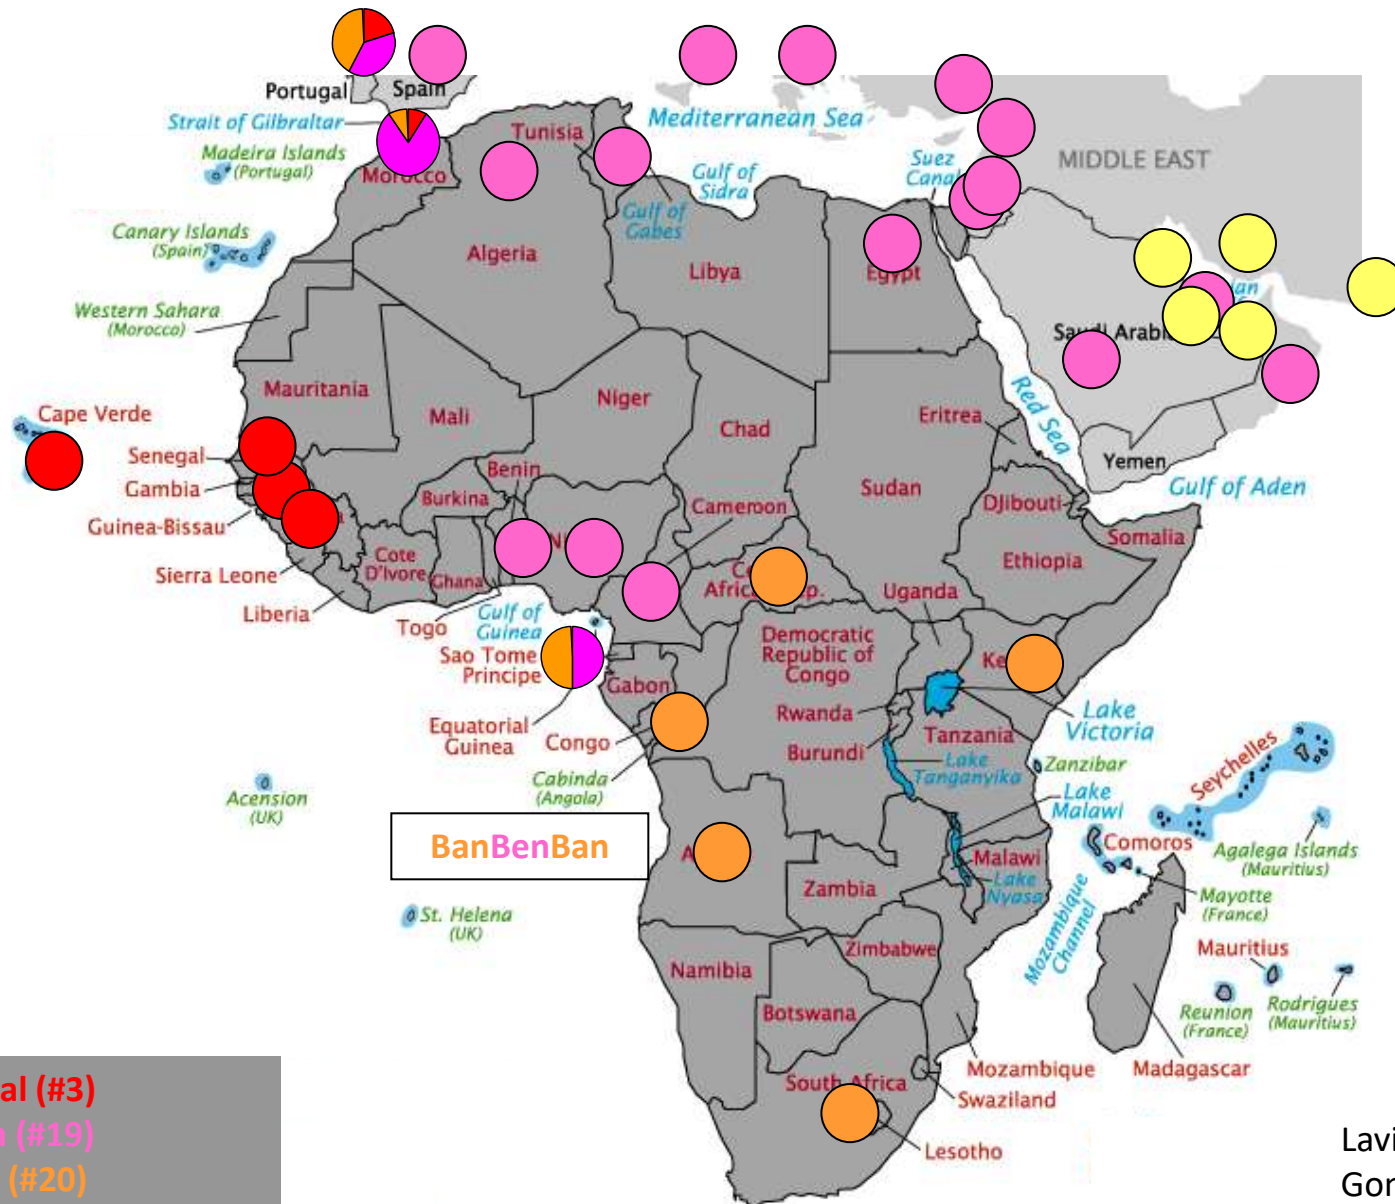 Portugal
Spain
Strait of Gilbraltar
Madeira Islands
(Portugal)
Morocco
Canary Islands
(Spain)
Western Sahara
(Morocco)
Tunisia
Mediterranean Sea
Gulf of
Sidra
Gulf of
Gabes
Suez
Canal
MIDDLE EAST
Algeria
Libya
Egypt
Saudi Arabi
Red Sea
Yemen
Gulf of Aden
Mauritania
Mali
Niger
Chad
Sudan
Eritrea
DJibouti
Somalia
Ethiopia
Cape Verde
Senegal
Gambia
Guinea-Bissau
Sierra Leone
Liberia
Cote
D'Ivore
Burkina
Ghana
Benin
Togo
Cameroon
Gulf of
Guinea
Sao Tome
Principe
Equatorial
Guinea
Gabon
Congo
Cabinda
(Angola)
Democratic
Republic of
Congo
Uganda
Rwanda
Burundi
Tanzania
Lake
Victoria
Lake
Tanganyika
Zanzibar
Lake
Malawi
Seychelles
Comoros
Agalega Islands
(Mauritius)
Mayotte
(France)
Mauritius
Reunion
(France)
Rodrigues
(Mauritius)
Acension
(UK)
St. Helena
(UK)
BanBenBan
Zambia
Malawi
Lake
Nyasa
Mozambique
Channel
Zimbabwe
Namibia
Botswana
South Africa
Mozambique
Swaziland
Lesotho
Madagascar
al (#3)
(#19)
(#20)
Lavi